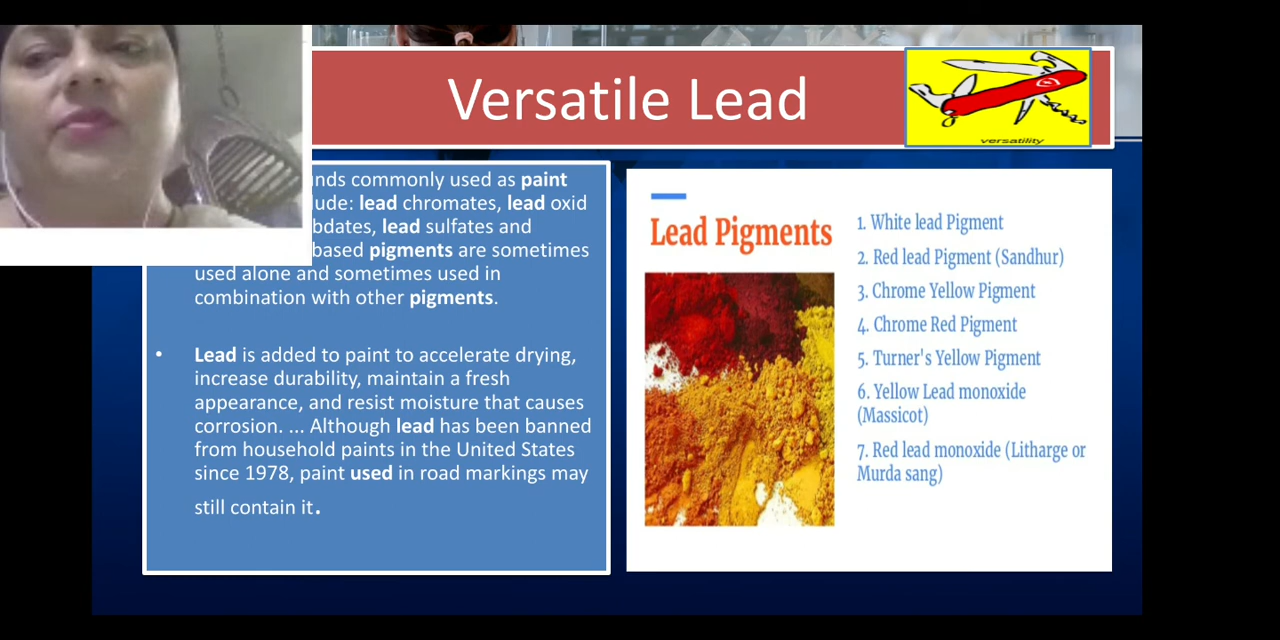 Versatile Lead
versatility
commonly used as paint
lead chromates, lead oxid
lead sulfates and
based pigments are sometimes
used alone and sometimes used in
combination with other pigments.
• Lead is added to paint to accelerate drying,
increase durability, maintain a fresh
appearance, and resist moisture that causes
corrosion. ... Although lead has been banned
from household paints in the United States
since 1978, paint used in road markings may
still contain it.
Lead Pigments
1. White lead Pigment
2. Red lead Pigment (Sandhur)
3. Chrome Yellow Pigment
4. Chrome Red Pigment
5. Turner's Yellow Pigment
6. Yellow Lead monoxide
(Massicot)
7. Red lead monoxide (Litharge or
Murda sang)